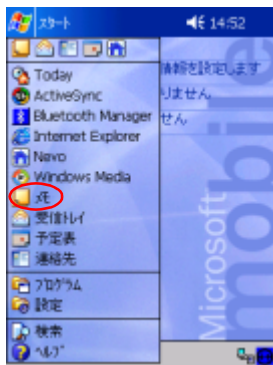 スタート 14:52
Today
情報を設定します
ActiveSync
りません
Bluetooth Manager
せん
Internet Explorer
Nevo
Windows Media
メモ
受信トレイ
予定表
連絡先
プログラム
設定
検索
ヘルプ
Microsoft
mobile